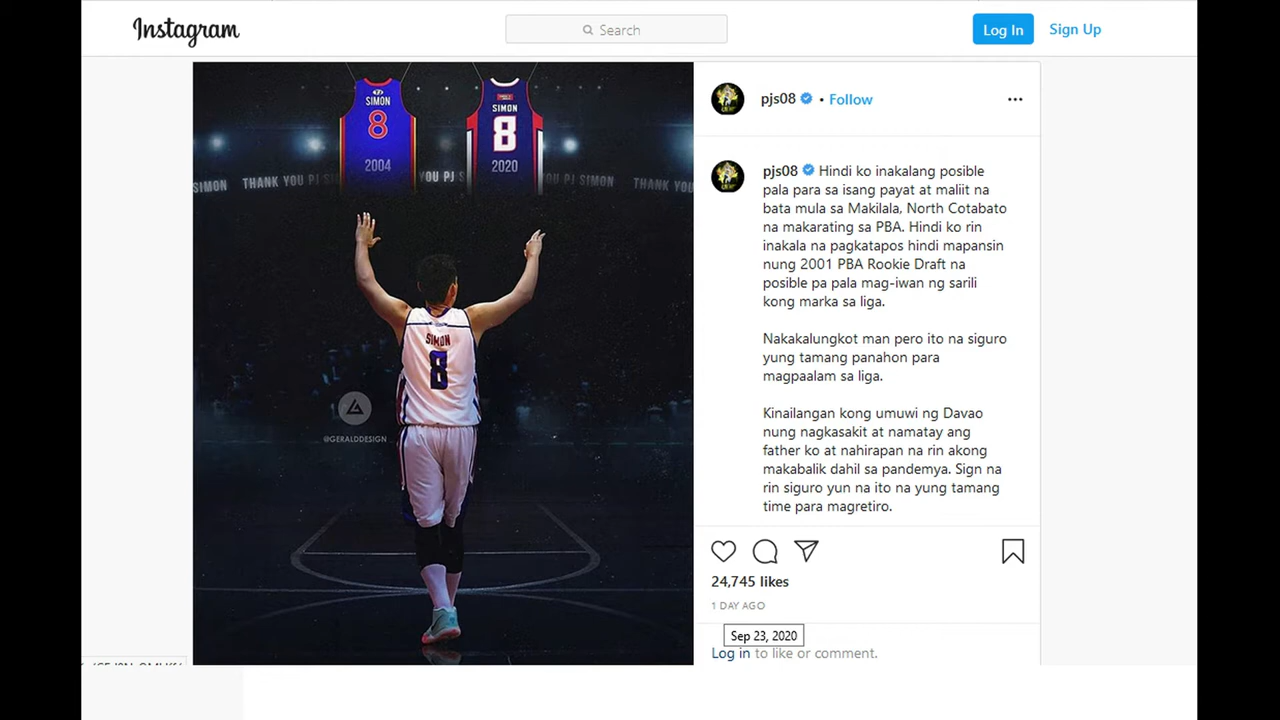 Instagram
Search
Log In
Sign Up
SIMON
8
2004
SIMON
8
2020
SIMON THANK YOU PJ SI YOU PJ S PJ SIMON THANK YOU
SIMON
8
@GERALDDESIGN
pjs08 • Follow
pjs08 Hindi ko inakalang posible
pala para sa isang payat at maliit na
bata mula sa Makilala, North Cotabato
na makarating sa PBA. Hindi ko rin
inakala na pagkatapos hindi mapansin
nung 2001 PBA Rookie Draft na
posible pa pala mag-iwan ng sarili
kong marka sa liga.
Nakakalungkot man pero ito na siguro
yung tamang panahon para
magpaalam sa liga.
Kinailangan kong umuwi ng Davao
nung nagkasakit at namatay ang
father ko at nahirapan na rin akong
makabalik dahil sa pandemya. Sign na
rin siguro yun na ito na yung tamang
time para magretiro.
24,745 likes
1 DAY AGO
Sep 23, 2020
Log in to like or comment.